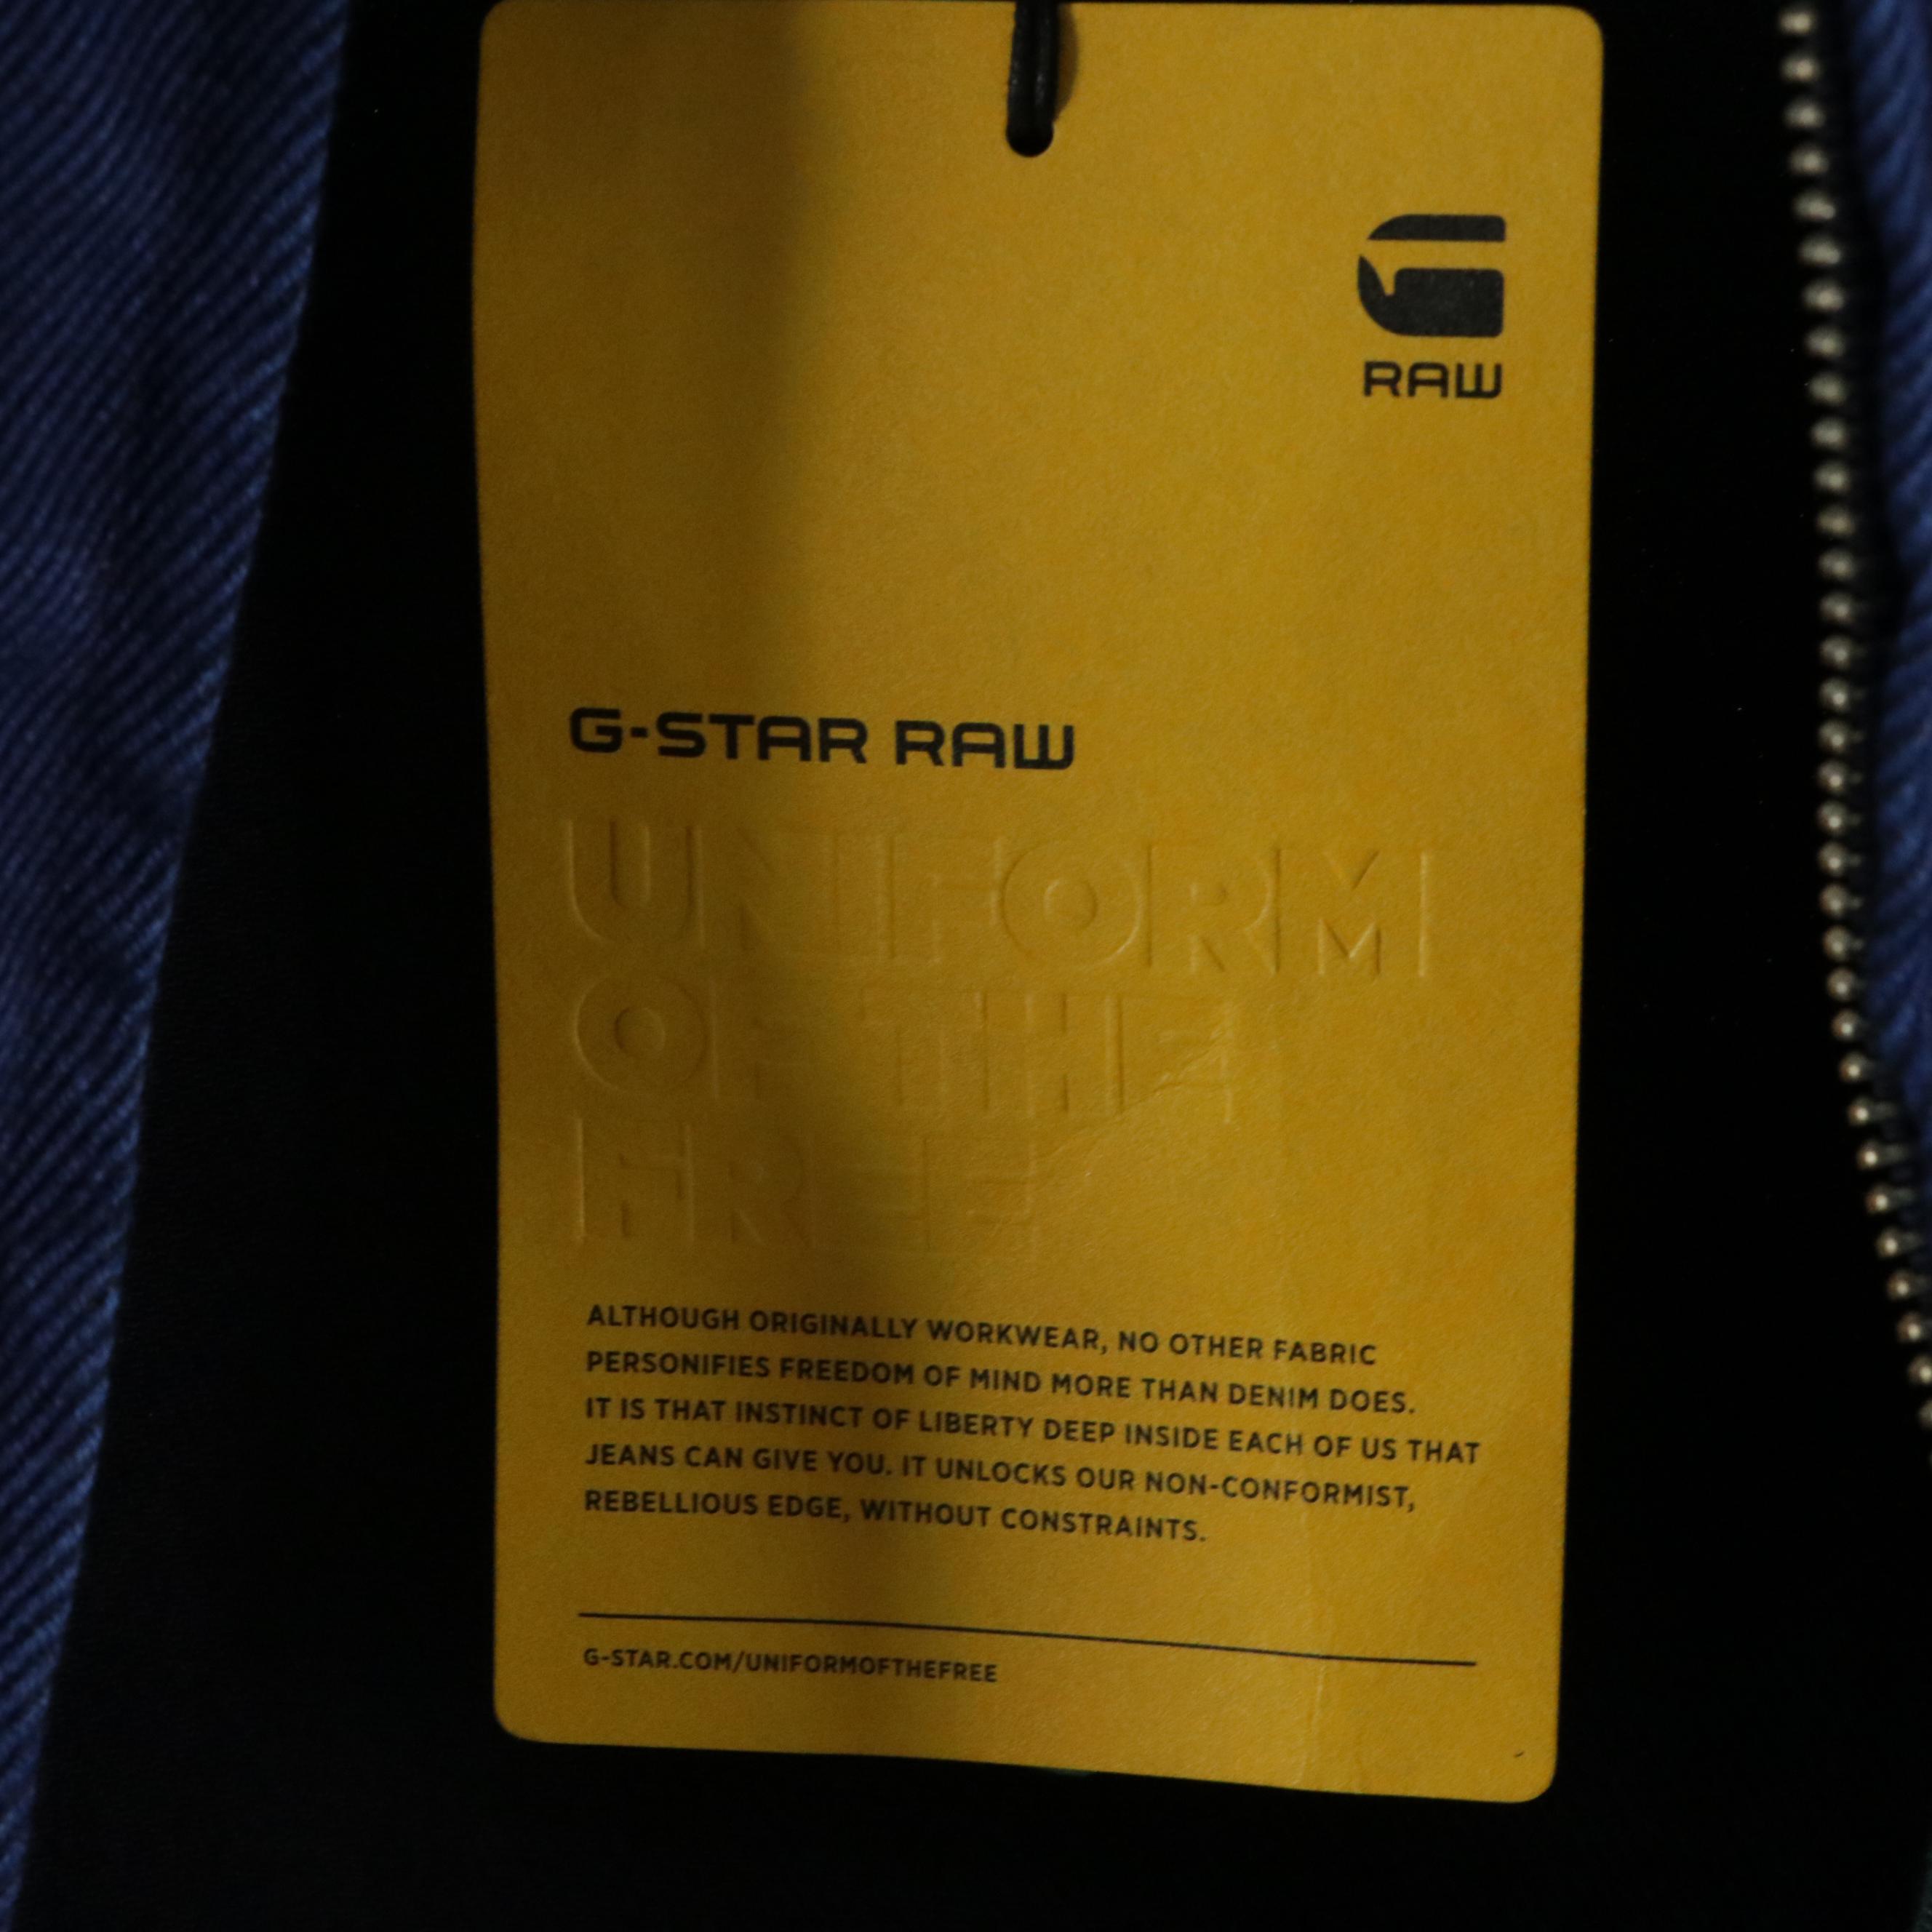 RAW
G-STAR RAW
UNIFORM
OF THE
FREE
ALTHOUGH ORIGINALLY WORKWEAR, NO OTHER FABRIC
PERSONIFIES FREEDOM OF MIND MORE THAN DENIM DOES.
IT IS THAT INSTINCT OF LIBERTY DEEP INSIDE EACH OF US THAT
JEANS CAN GIVE YOU. IT UNLOCKS OUR NON-CONFORMIST,
REBELLIOUS EDGE, WITHOUT CONSTRAINTS.
G-STAR.COM/UNIFORMOFTHEFREE